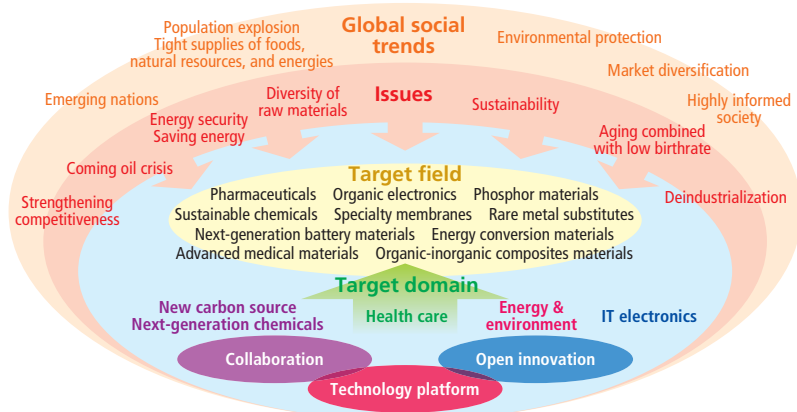 Population explosion
Tight supplies of foods,
natural resources, and energies
Global social
trends
Environmental protection
Market diversification
Emerging nations
Highly informed
society
Diversity of
raw materials
Issues
Sustainability
Energy security
Saving energy
Aging combined
with low birthrate
Coming oil crisis
Strengthening
competitiveness
Deindustrialization
Target field
Pharmaceuticals Organic electronics Phosphor materials
Sustainable chemicals Specialty membranes Rare metal substitutes
Next-generation battery materials Energy conversion materials
Advanced medical materials Organic-inorganic composites materials
Target domain
New carbon source
Next-generation chemicals
Health care
Energy &
environment
IT electronics
Collaboration
Open innovation
Technology platform